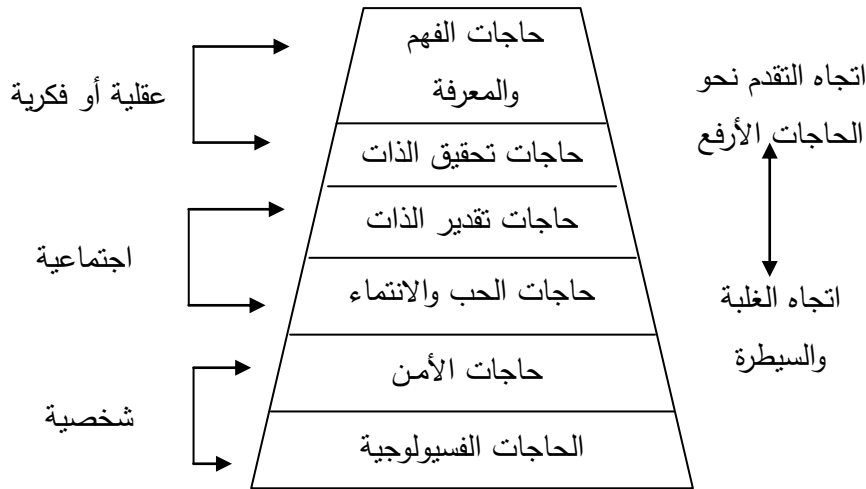 حاجات الفهم
والمعرفة
حاجات تحقيق الذات
حاجات تقدير الذات
حاجات الحب والانتماء
حاجات الأمن
الحاجات الفسيولوجية
اتجاه التقدم نحو
الحاجات الأرفع
اتجاه الغلبة
والسيطرة
عقلية أو فكرية
اجتماعية
شخصية